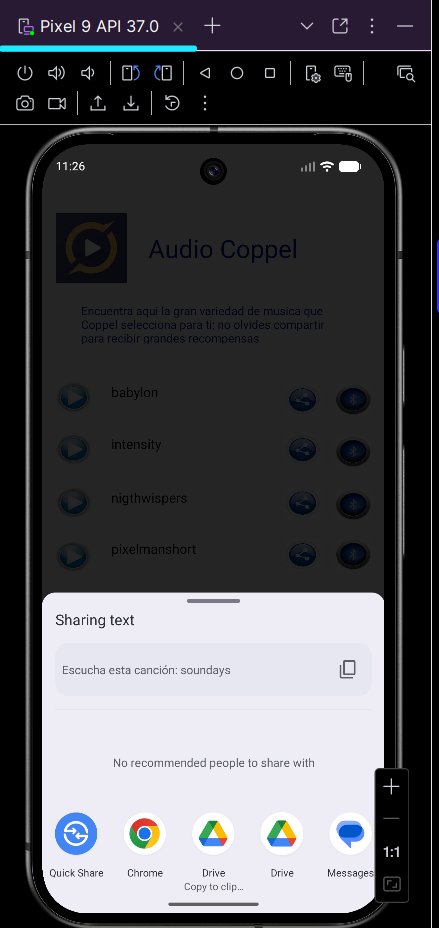 Pixel 9 API 37.0
11:26
Audio Coppel
Encuentra aquí la gran variedad de musica que
Coppel selecciona para ti; no olvides compartir
para recibir grandes recompensas
babylon
intensity
nigthwispers
pixelmanshort
Sharing text
Escucha esta canción: soundays
No recommended people to share with
Quick Share
Chrome
Drive
Copy to clip...
Drive
Messages
1:1